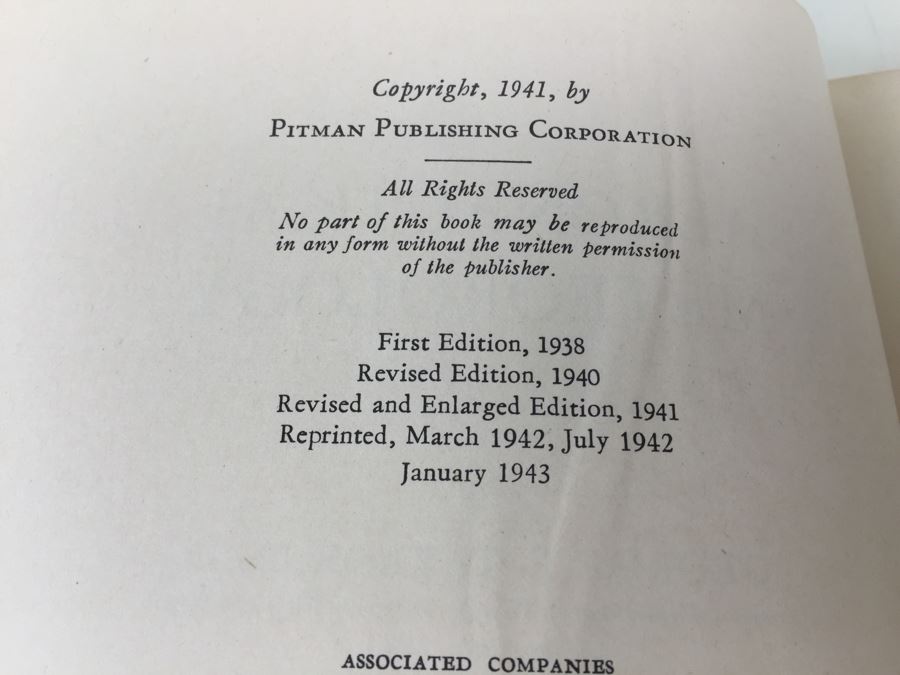 Copyright, 1941, by
PITMAN PUBLISHING CORPORATION
All Rights Reserved
No part of this book may be reproduced
in any form without the written permission
of the publisher.
First Edition, 1938
Revised Edition, 1940
Revised and Enlarged Edition, 1941
Reprinted, March 1942, July 1942
January 1943
ASSOCIATED COMPANIES